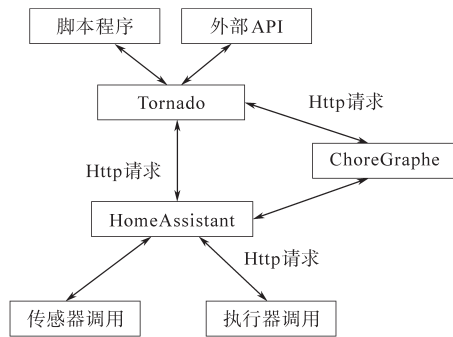 脚本程序
外部API
Tornado
Http请求
ChoreGraphe
Http请求
HomeAssistant
Http请求
传感器调用
执行器调用